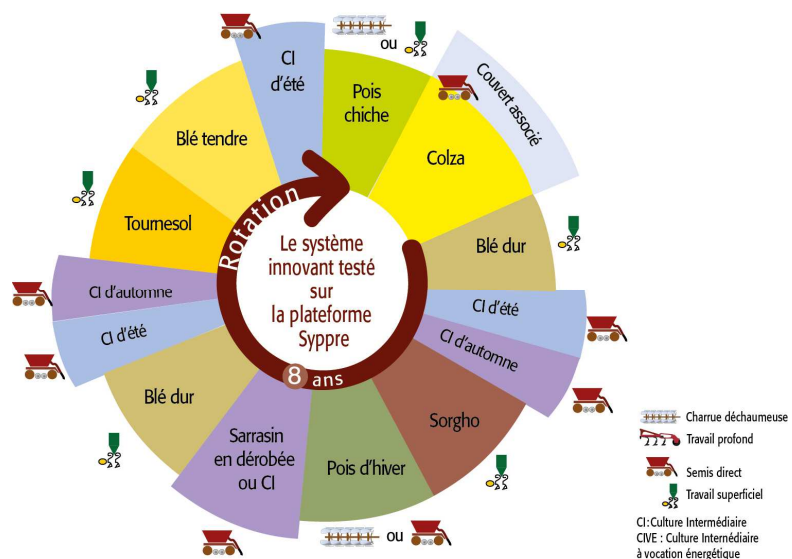 CI
d'été
ou
Pois
chiche
Couvert associé
Colza
Blé dur
CI d'été
CI d'automne
Sorgho
Pois d'hiver
ou
Sarrasin
en dérobée
ou CI
Blé dur
CI d'été
CI d'automne
Tournesol
Blé tendre
Rotation
8 ans
Le système
innovant testé
sur
la plateforme
Syppre
Charrue déchaumeuse
Travail profond
Semis direct
Travail superficiel
CI : Culture Intermédiaire
CIVE : Culture Internédiaire
à vocation énergétique